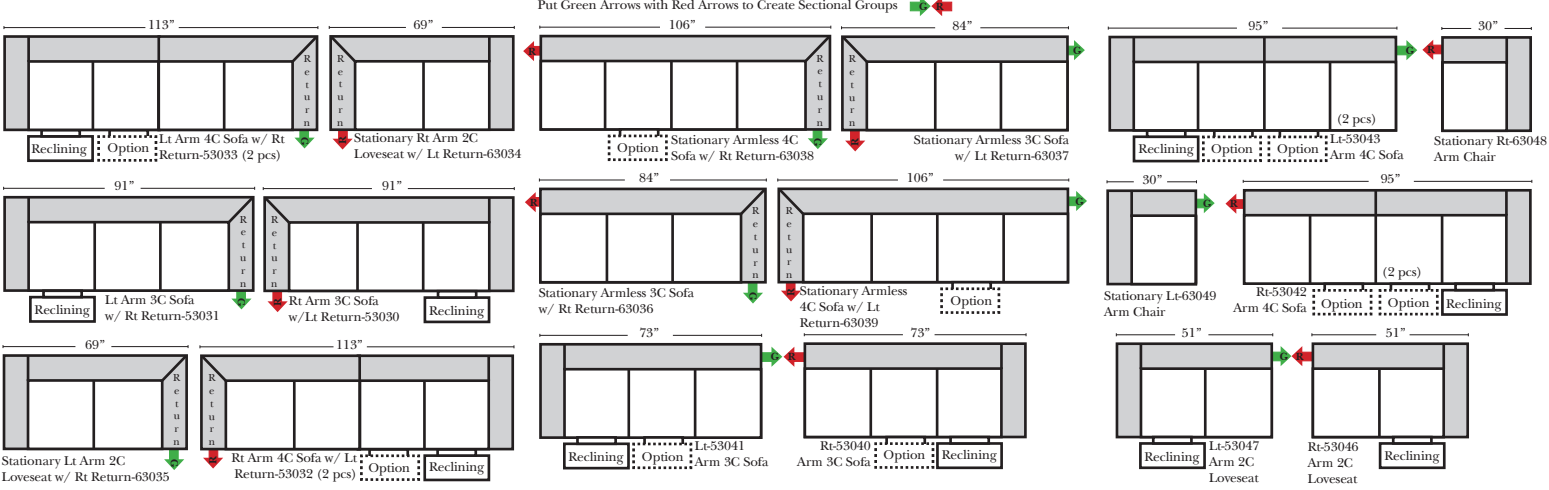 Put Green Arrows with Red Arrows to Create Sectional Groups G R
113”
Return
G
Reclining
Option
Lt Arm 4C Sofa w/ Rt
Return-53033 (2 pcs)
69”
Return
R
Stationary Rt Arm 2C
Loveseat w/ Lt Return-63034
106”
R
Return
G
Option
Stationary Armless 4C
Sofa w/ Rt Return-63038
84”
Return
G
R
Stationary Armless 3C Sofa
w/ Lt Return-63037
95”
G
(2 pcs)
Reclining
Option
Option
Lt-53043
Arm 4C Sofa
30”
R
Stationary Rt-63048
Arm Chair
91”
Return
G
Reclining
Lt Arm 3C Sofa
w/ Rt Return-53031
91”
Return
R
Rt Arm 3C Sofa
w/Lt Return-53030
Reclining
84”
R
Return
G
Stationary Armless 3C Sofa
w/ Rt Return-63036
106”
Return
G
R
Stationary Armless
4C Sofa w/ Lt
Return-63039
Option
30”
G
Stationary Lt-63049
Arm Chair
95”
R
(2 pcs)
Rt-53042
Arm 4C Sofa
Option
Option
Reclining
69”
Return
G
Stationary Lt Arm 2C
Loveseat w/ Rt Return-63035
113”
Return
R
Rt Arm 4C Sofa w/ Lt
Return-53032 (2 pcs)
Option
Reclining
73”
G
Reclining
Option
Lt-53041
Arm 3C Sofa
73”
R
Rt-53040
Arm 3C Sofa
Option
Reclining
51”
G
Reclining
Lt-53047
Arm 2C
Loveseat
51”
R
Rt-53046
Arm 2C
Loveseat
Reclining